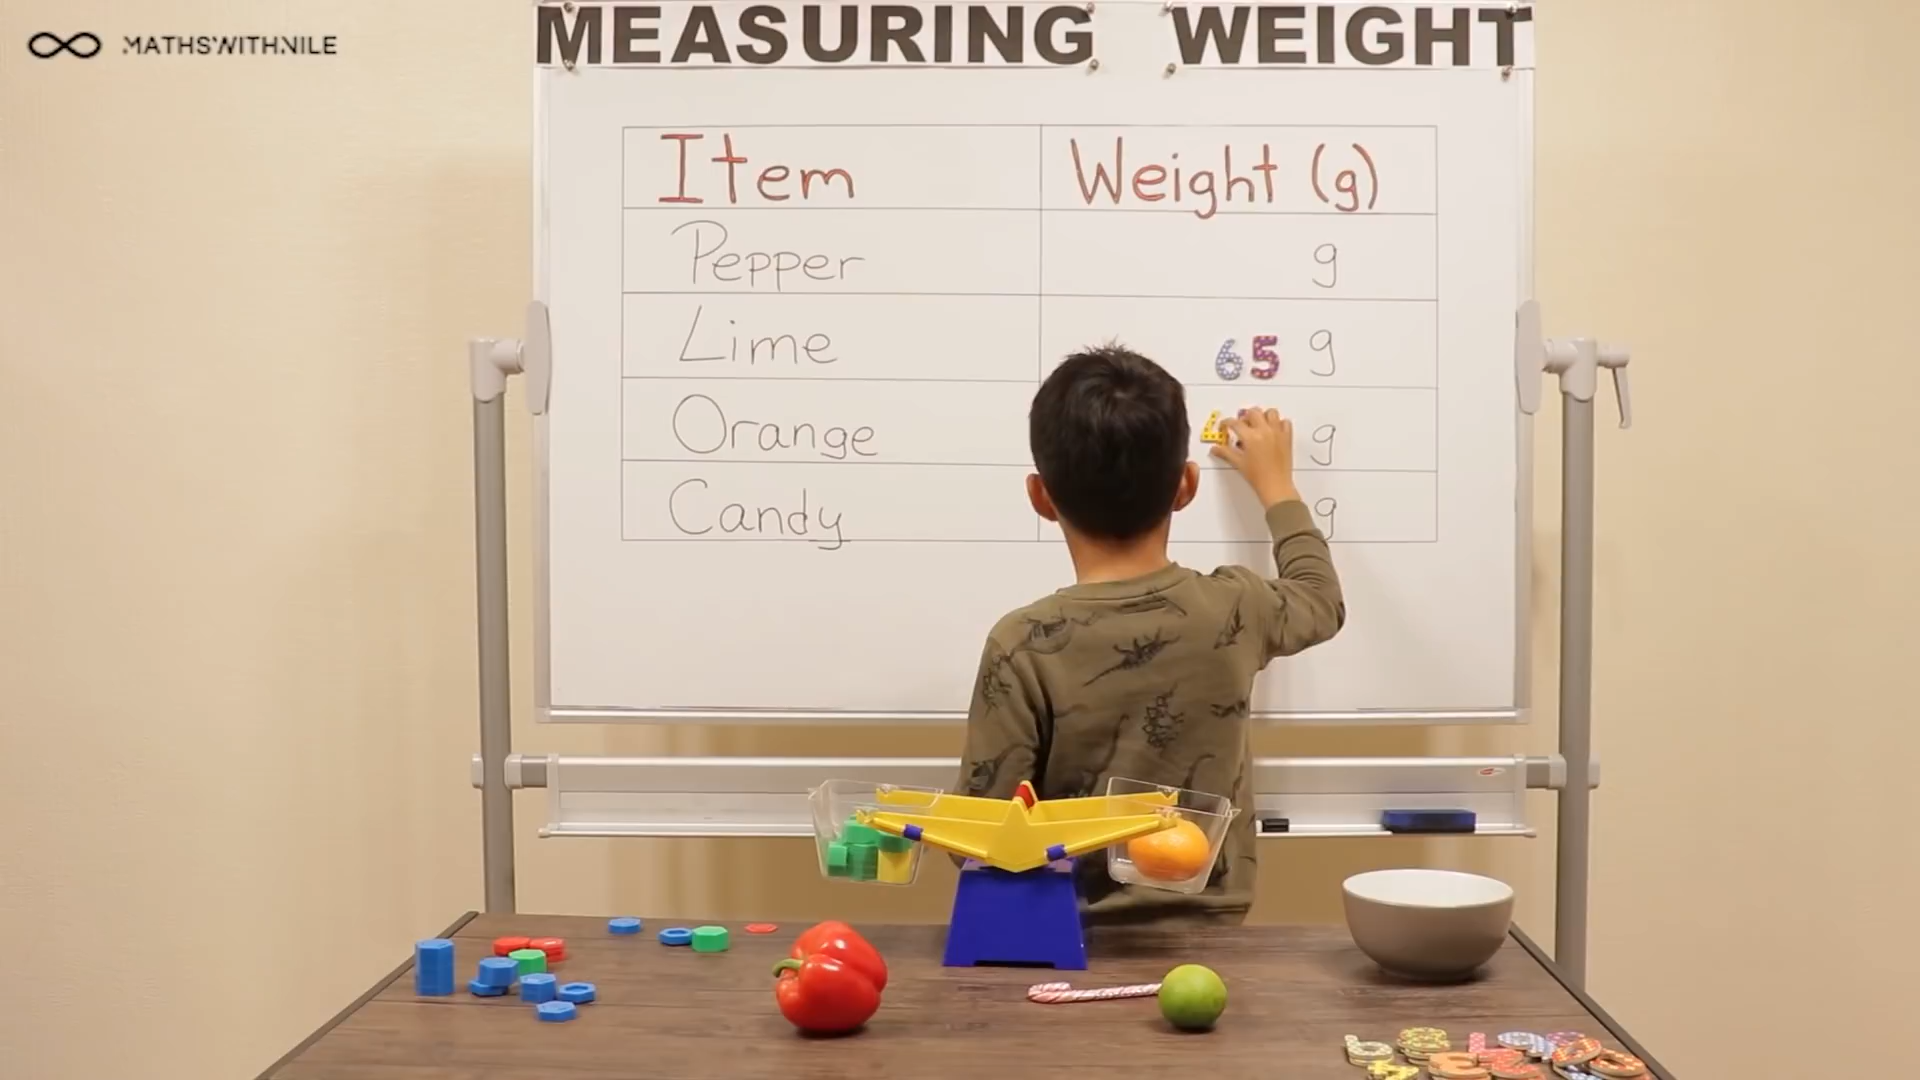 MATHSWITHNILE
MEASURING WEIGHT
Item Weight (g)
Pepper g
Lime 65 g
Orange g
Candy g